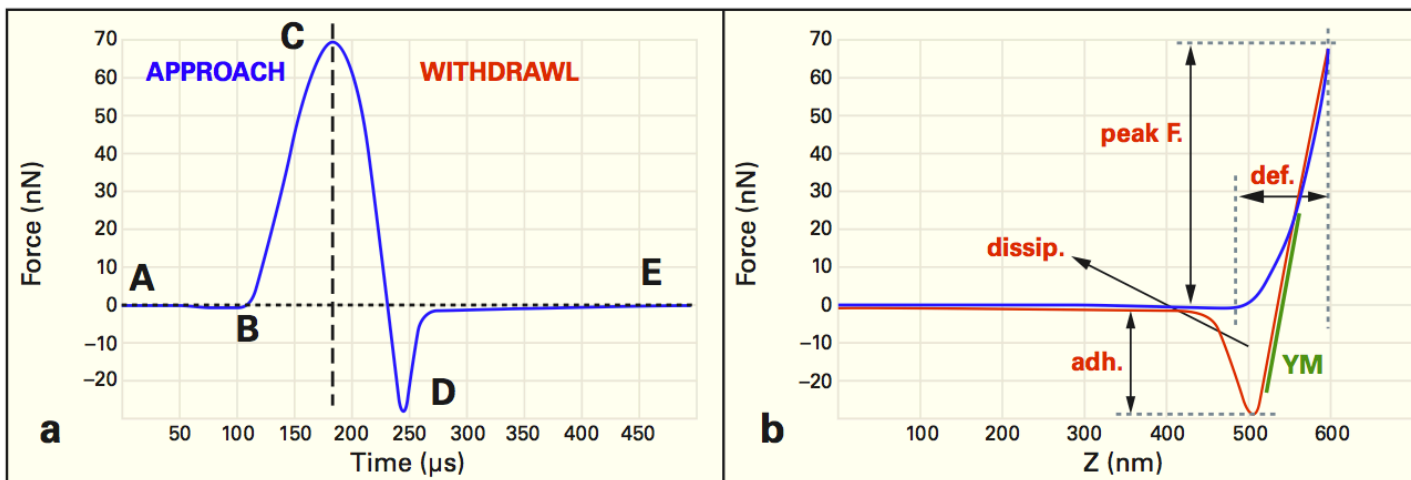 C
APPROACH
WITHDRAWL
A
B
E
D
a
Force (nN)
70
60
50
40
30
20
10
0
−10
−20
50 100 150 200 250 300 350 400 450
Time (µs)
peak F.
def.
dissip.
adh.
YM
b
Force (nN)
70
60
50
40
30
20
10
0
−10
−20
100 200 300 400 500 600
Z (nm)